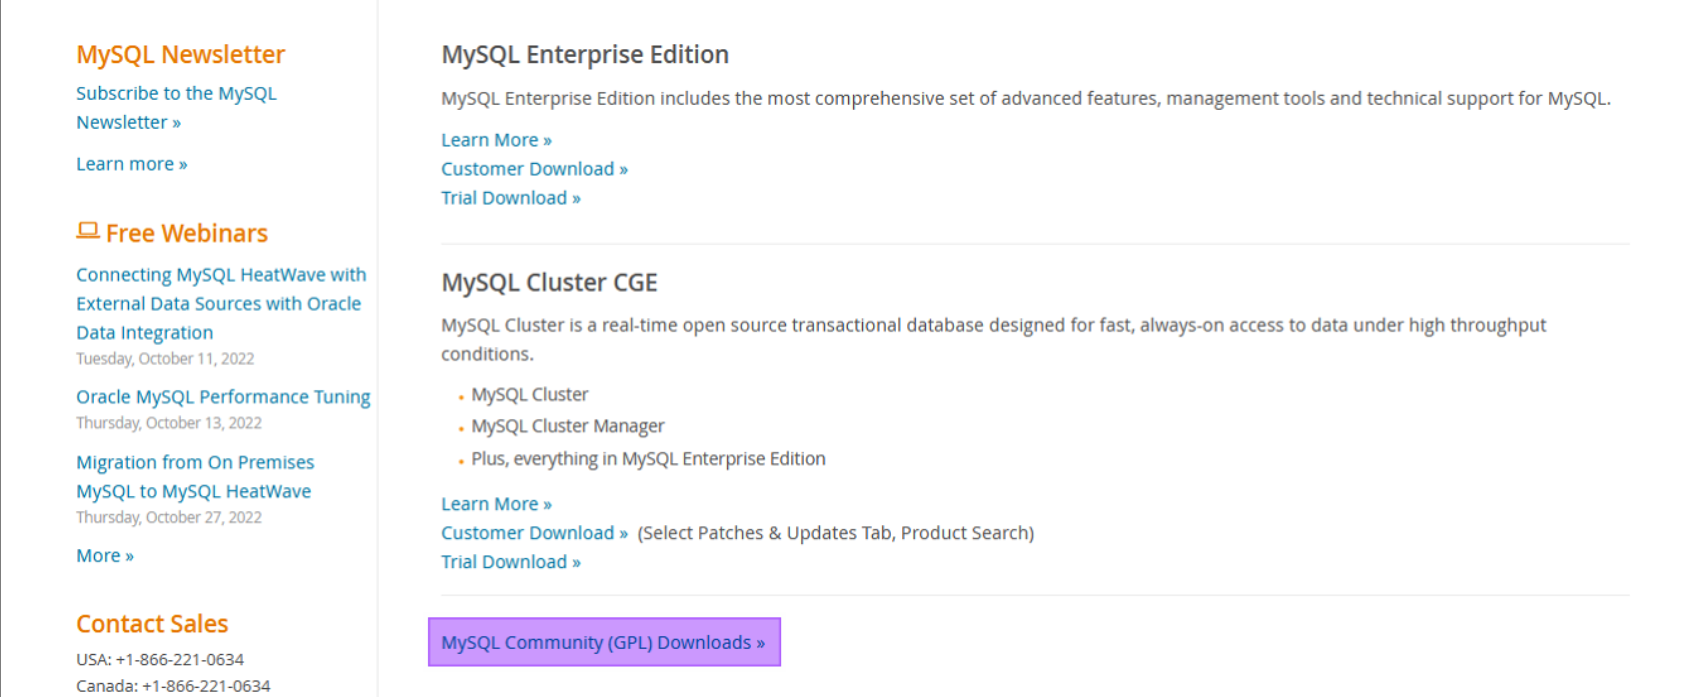 MySQL Newsletter
Subscribe to the MySQL
Newsletter »
Learn more »
Free Webinars
Connecting MySQL HeatWave with
External Data Sources with Oracle
Data Integration
Tuesday, October 11, 2022
Oracle MySQL Performance Tuning
Thursday, October 13, 2022
Migration from On Premises
MySQL to MySQL HeatWave
Thursday, October 27, 2022
More »
Contact Sales
USA: +1-866-221-0634
Canada: +1-866-221-0634
MySQL Enterprise Edition
MySQL Enterprise Edition includes the most comprehensive set of advanced features, management tools and technical support for MySQL.
Learn More »
Customer Download »
Trial Download »
MySQL Cluster CGE
MySQL Cluster is a real-time open source transactional database designed for fast, always-on access to data under high throughput
conditions.
• MySQL Cluster
• MySQL Cluster Manager
• Plus, everything in MySQL Enterprise Edition
Learn More »
Customer Download » (Select Patches & Updates Tab, Product Search)
Trial Download »
MySQL Community (GPL) Downloads »